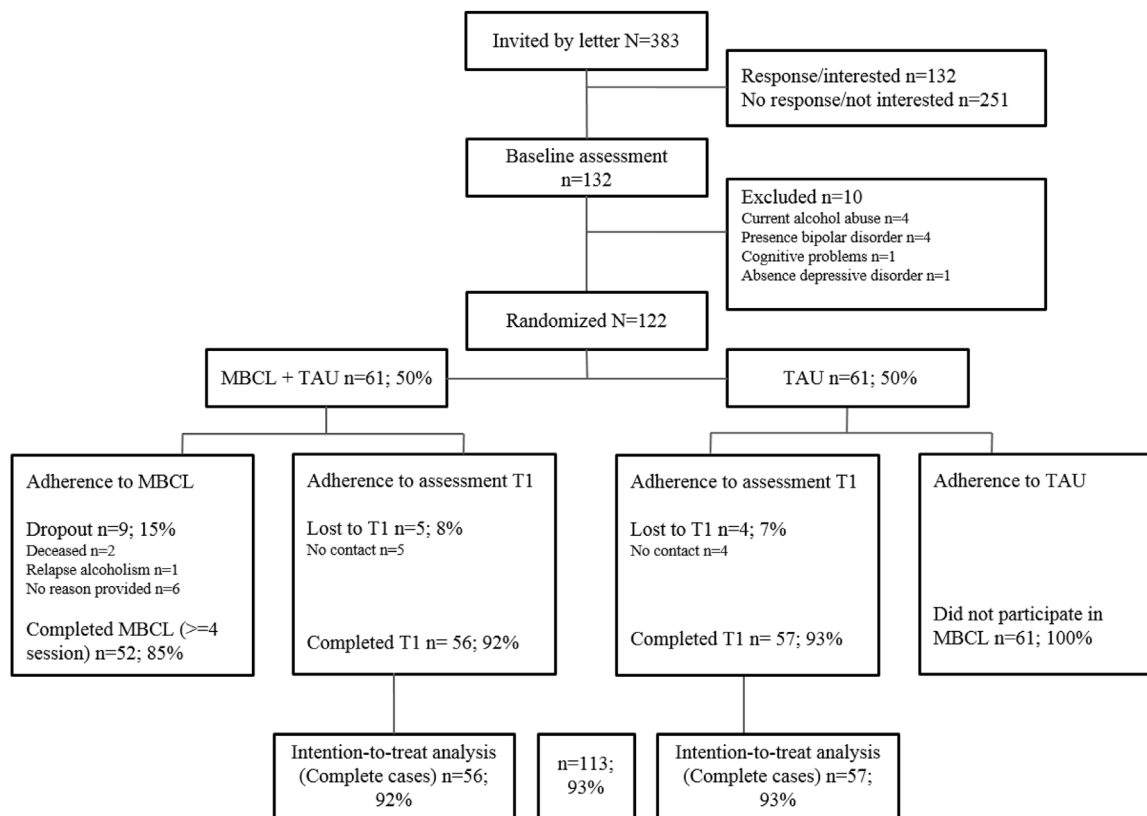 Invited by letter N=383
Response/interested n=132
No response/not interested n=251
Baseline assessment
n=132
Excluded n=10
Current alcohol abuse n=4
Presence bipolar disorder n=4
Cognitive problems n=1
Absence depressive disorder n=1
Randomized N=122
MBCL + TAU n=61; 50%
TAU n=61; 50%
Adherence to MBCL
Dropout n=9; 15%
Deceased n=2
Relapse alcoholism n=1
No reason provided n=6
Completed MBCL (>=4
session) n=52; 85%
Adherence to assessment T1
Lost to T1 n=5; 8%
No contact n=5
Completed T1 n= 56; 92%
Adherence to assessment T1
Lost to T1 n=4; 7%
No contact n=4
Completed T1 n= 57; 93%
Adherence to TAU
Did not participate in
MBCL n=61; 100%
Intention-to-treat analysis
(Complete cases) n=56;
92%
n=113;
93%
Intention-to-treat analysis
(Complete cases) n=57;
93%